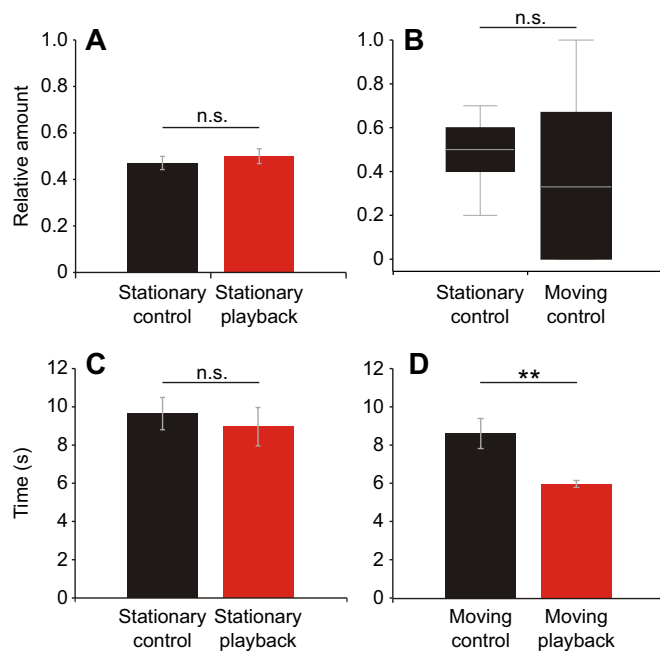 A
n.s.
Relative amount
1.0
0.8
0.6
0.4
0.2
0
Stationary control
Stationary playback
B
n.s.
1.0
0.8
0.6
0.4
0.2
0
Stationary control
Moving control
C
n.s.
Time (s)
12
10
8
6
4
2
0
Stationary control
Stationary playback
D
**
12
10
8
6
4
2
0
Moving control
Moving playback